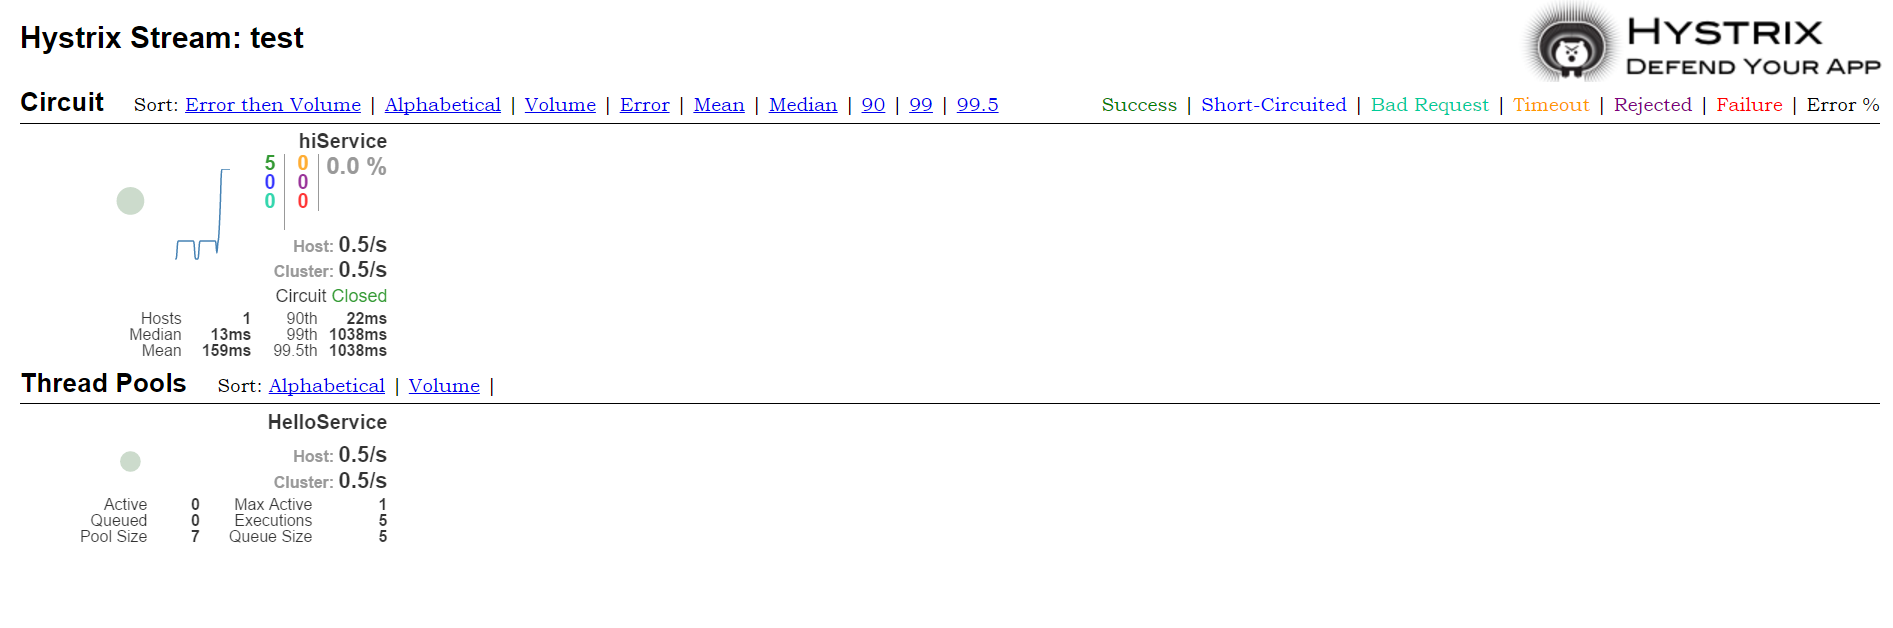 Hystrix Stream: test
HYSTRIX
DEFEND YOUR APP
Circuit Sort: Error then Volume | Alphabetical | Volume | Error | Mean | Median | 90 | 99 | 99.5 Success | Short-Circuited | Bad Request | Timeout | Rejected | Failure | Error %
hiService
5 0 0.0 %
0 0
0 0
Host: 0.5/s
Cluster: 0.5/s
Circuit Closed
Hosts 1 90th 22ms
Median 13ms 99th 1038ms
Mean 159ms 99.5th 1038ms
Thread Pools Sort: Alphabetical | Volume |
HelloService
Host: 0.5/s
Cluster: 0.5/s
Active 0 Max Active 1
Queued 0 Executions 5
Pool Size 7 Queue Size 5